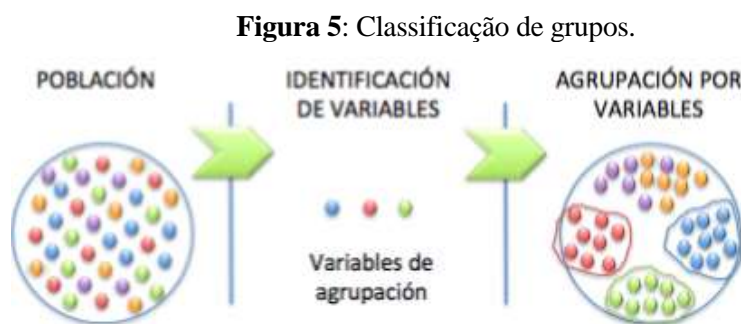 Figura 5: Classificação de grupos.
POBLACIÓN
IDENTIFICACIÓN
DE VARIABLES
AGRUPACIÓN POR
VARIABLES
Variables de
agrupación